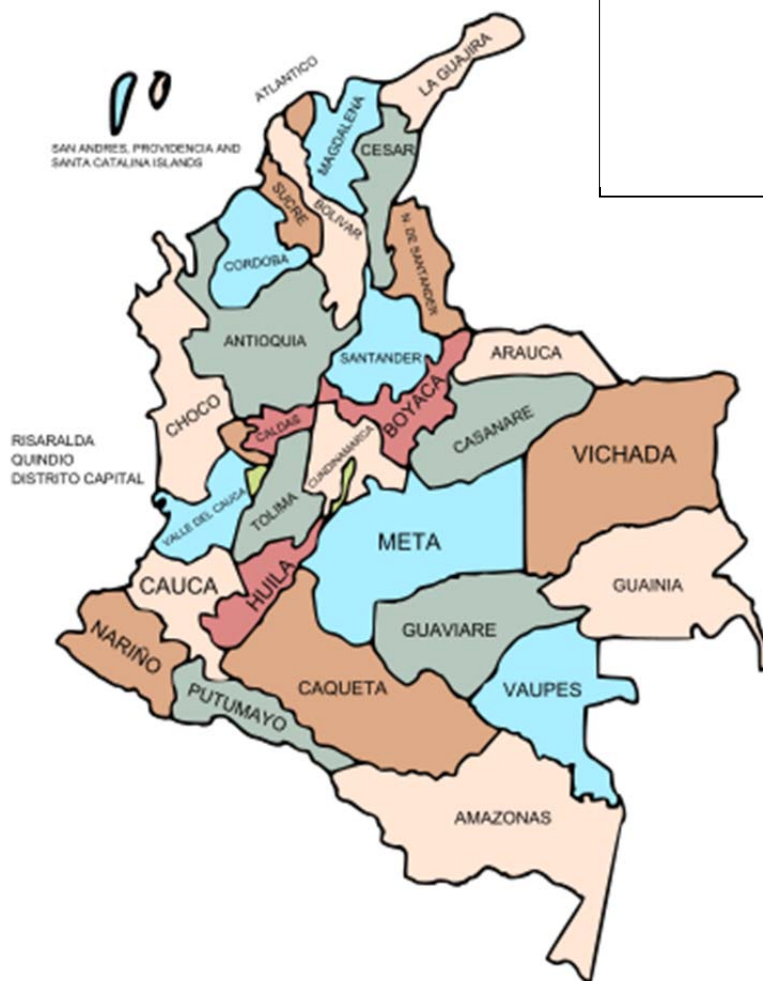 LA GUAJIRA
ATLANTICO
MAGDALENA
SAN ANDRES, PROVIDENCIA AND
SANTA CATALINA ISLANDS
CESAR
SUCRE
BOLIVAR
N. DE SANTANDER
CORDOBA
ANTIOQUIA
SANTANDER
ARAUCA
BOYACA
CHOCO
CALDAS
CASANARE
RISARALDA
QUINDIO
DISTRITO CAPITAL
CUNDINAMARCA
VICHADA
VALLE DEL CAUCA
TOLIMA
META
CAUCA
HUILA
GUAINIA
NARIÑO
GUAVIARE
PUTUMAYO
CAQUETA
VAUPES
AMAZONAS